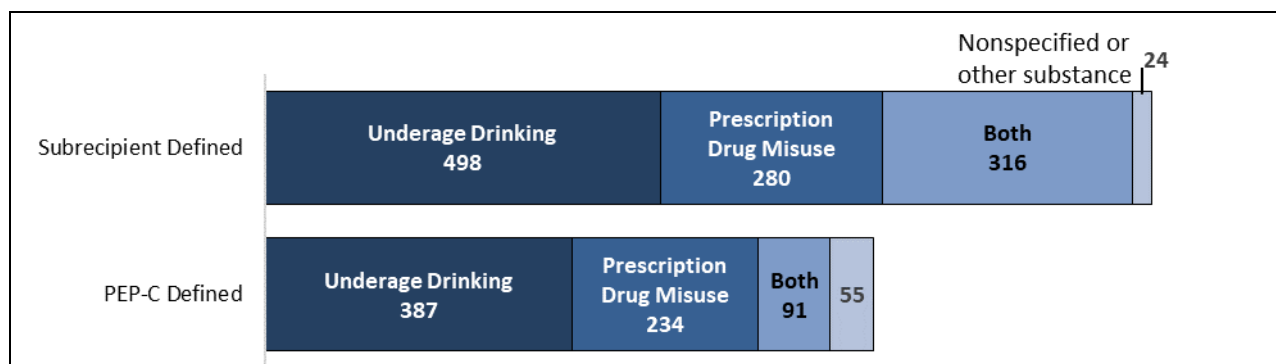 Nonspecified or
other substance
24
Subrecipient Defined
Underage Drinking
498
Prescription
Drug Misuse
280
Both
316
PEP-C Defined
Underage Drinking
387
Prescription
Drug Misuse
234
Both
91
55